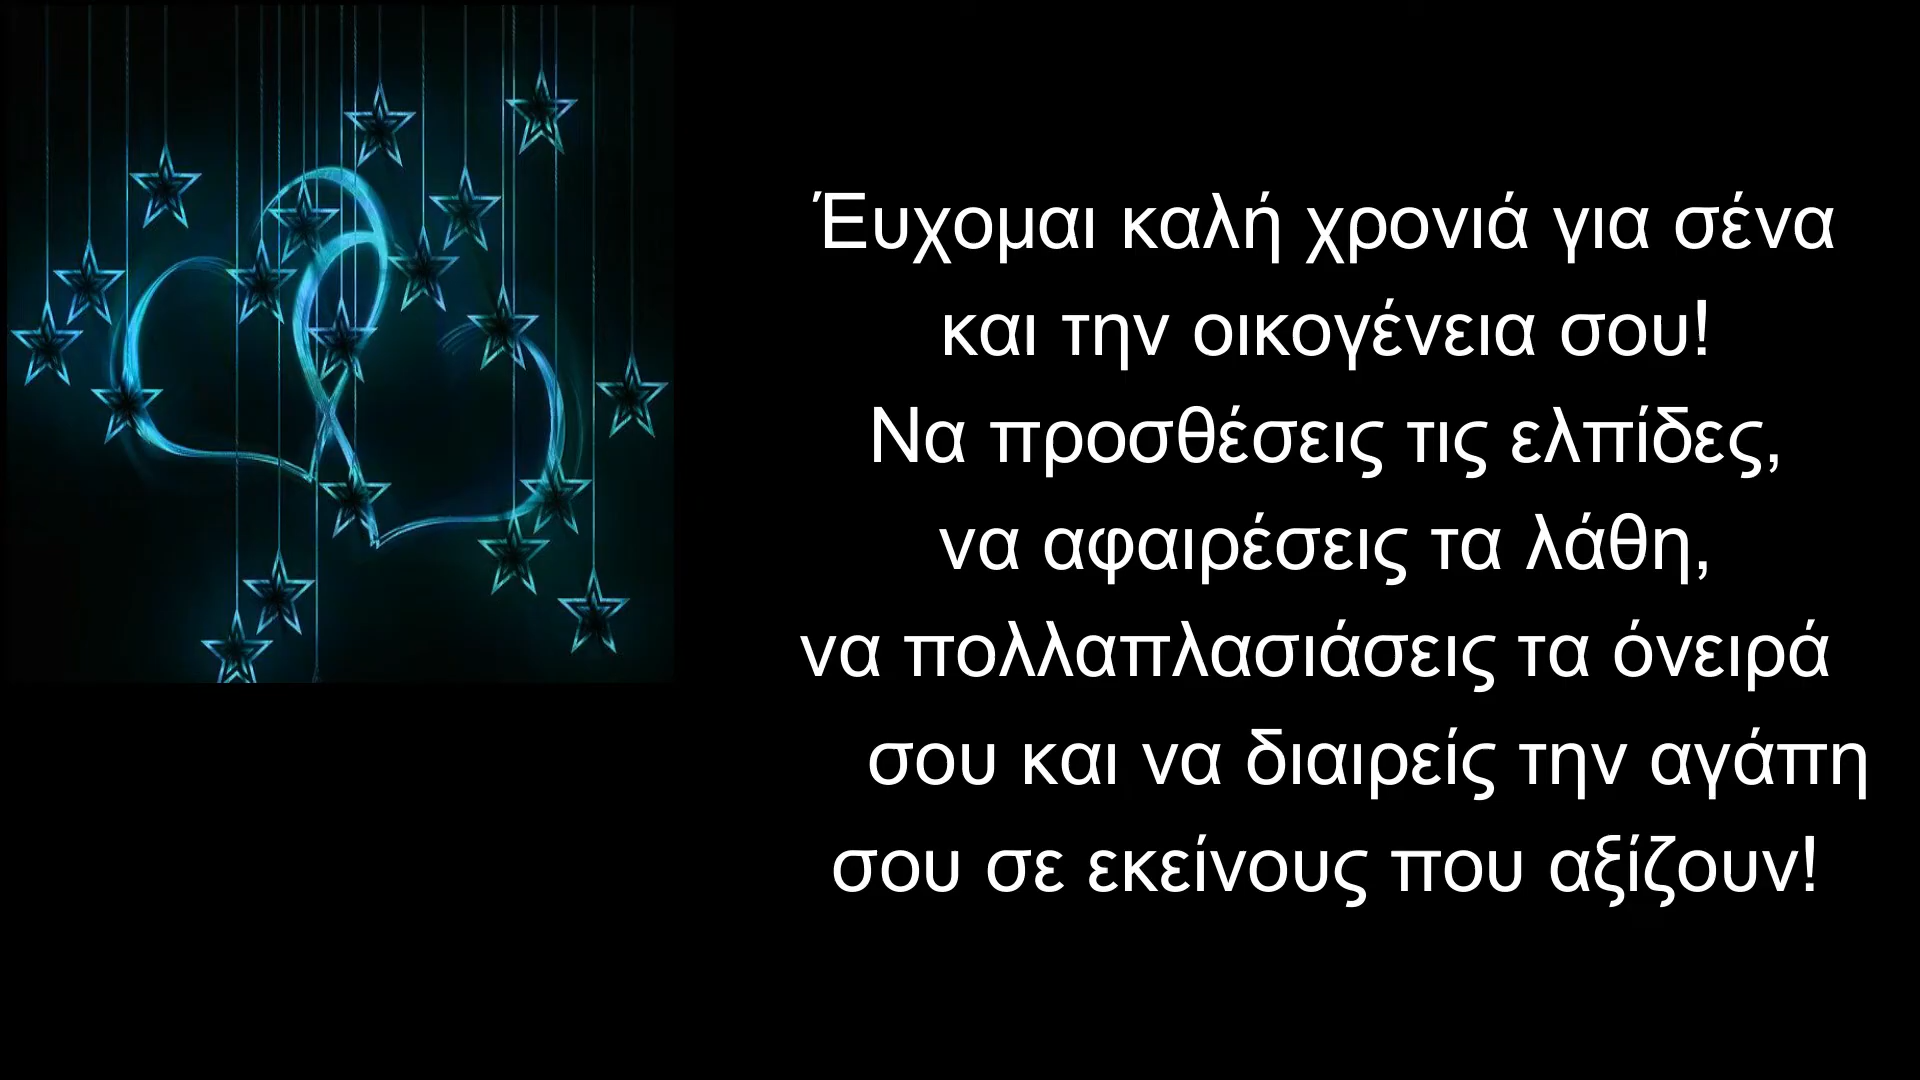 Έυχομαι καλή χρονιά για σένα
και την οικογένεια σου!
Να προσθέσεις τις ελπίδες,
να αφαιρέσεις τα λάθη,
να πολλαπλασιάσεις τα όνειρά
σου και να διαιρείς την αγάπη
σου σε εκείνους που αξίζουν!